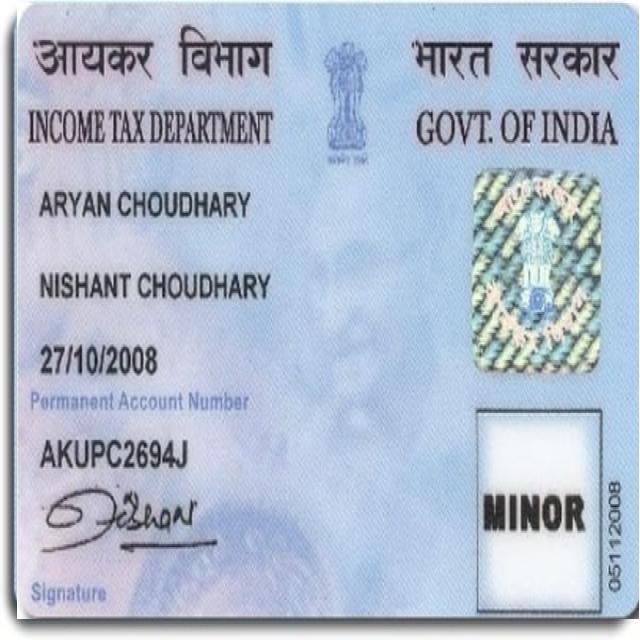 आयकर विभाग
भारत सरकार
INCOME TAX DEPARTMENT
GOVT. OF INDIA
ARYAN CHOUDHARY
NISHANT CHOUDHARY
27/10/2008
Permanent Account Number
AKUPC2694J
Signature
MINOR
05112008